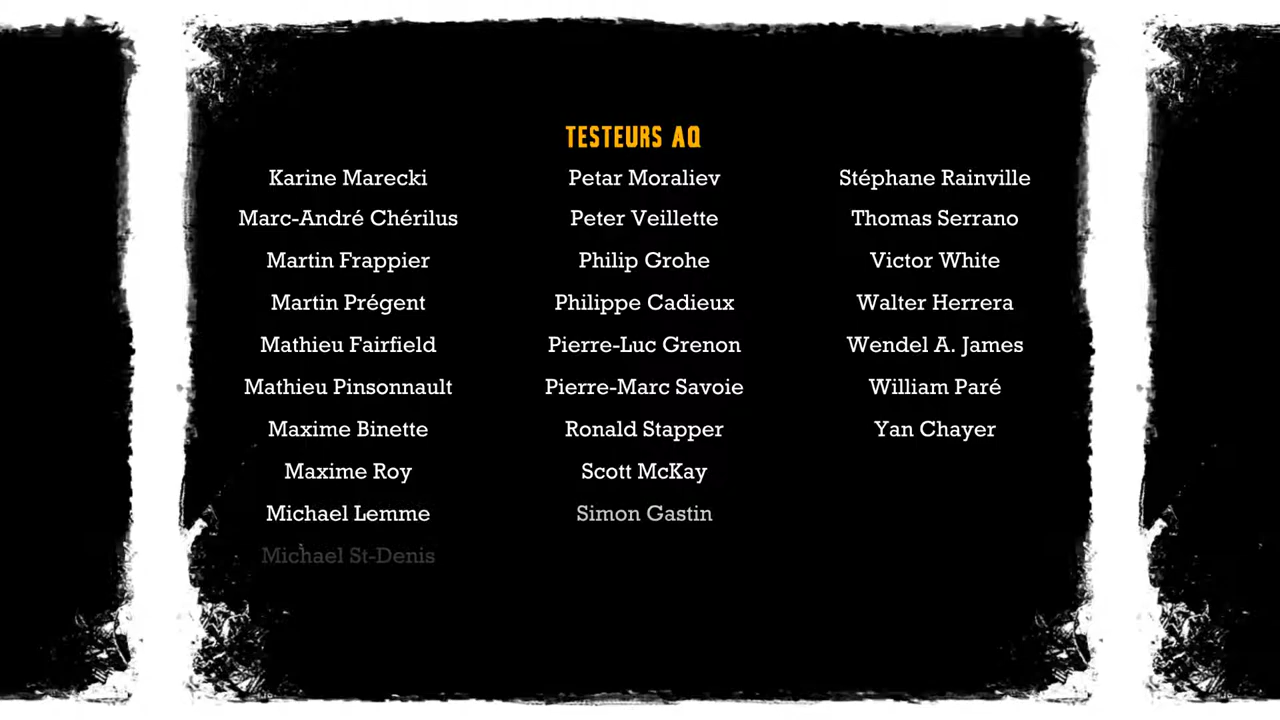 TESTEURS AQ
Karine Marecki
Marc-André Chérilus
Martin Frappier
Martin Prégent
Mathieu Fairfield
Mathieu Pinsonnault
Maxime Binette
Maxime Roy
Michael Lemme
Michael St-Denis
Petar Moraliev
Peter Veillette
Philip Grohe
Philippe Cadieux
Pierre-Luc Grenon
Pierre-Marc Savoie
Ronald Stapper
Scott McKay
Simon Gastin
Stéphane Rainville
Thomas Serrano
Victor White
Walter Herrera
Wendel A. James
William Paré
Yan Chayer